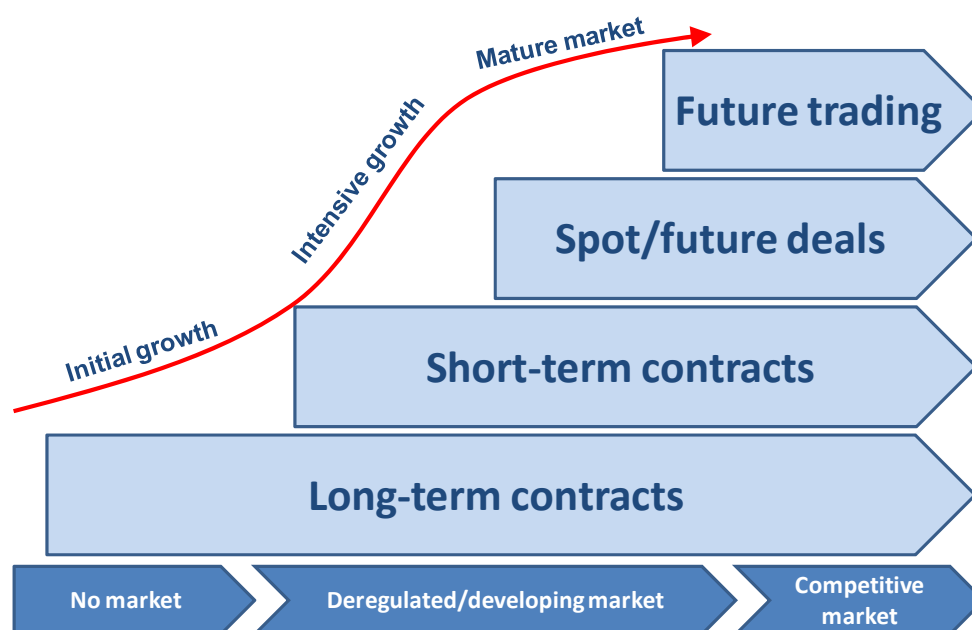 Mature market
Future trading
Intensive growth
Spot/future deals
Initial growth
Short-term contracts
Long-term contracts
No market
Deregulated/developing market
Competitive
market